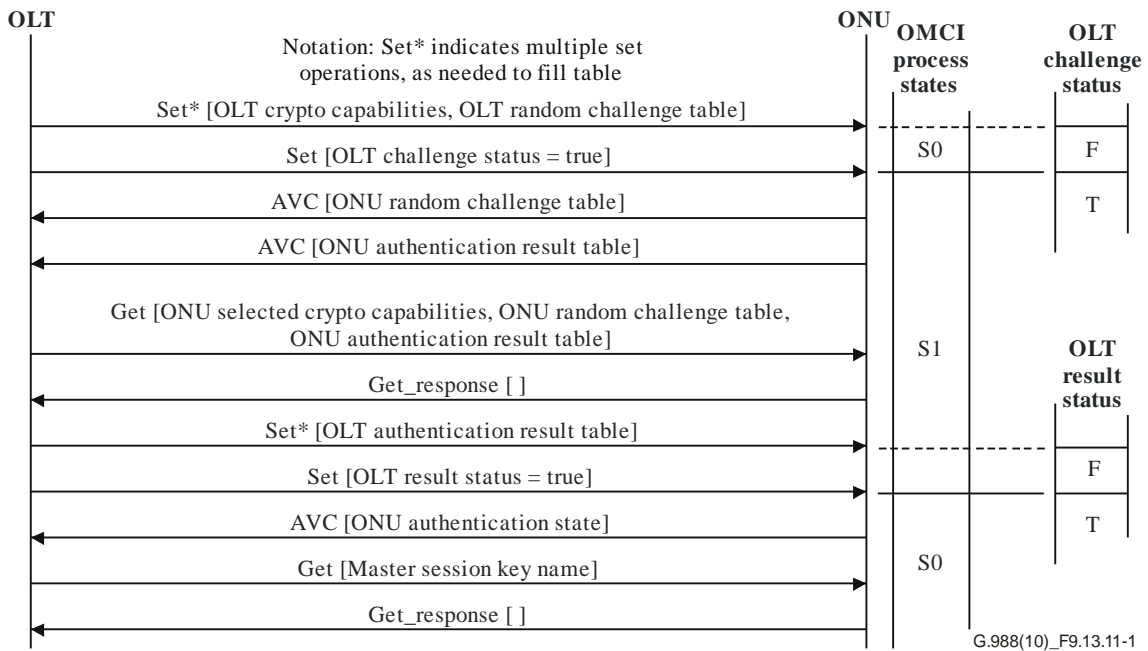 OLT
ONU
Notation: Set* indicates multiple set
operations, as needed to fill table
OMCI
process
states
OLT
challenge
status
Set* [OLT crypto capabilities, OLT random challenge table]
S0
F
Set [OLT challenge status = true]
AVC [ONU random challenge table]
T
AVC [ONU authentication result table]
Get [ONU selected crypto capabilities, ONU random challenge table,
ONU authentication result table]
S1
OLT
result
status
Get_response [ ]
Set* [OLT authentication result table]
F
Set [OLT result status = true]
AVC [ONU authentication state]
T
S0
Get [Master session key name]
Get_response [ ]
G.988(10)_F9.13.11-1